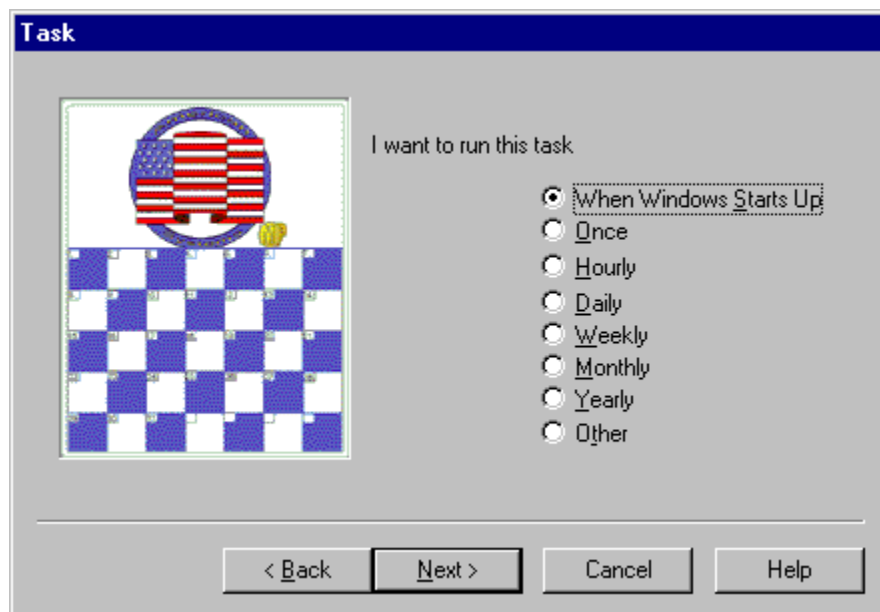 Task
I want to run this task
When Windows Starts Up
Once
Hourly
Daily
Weekly
Monthly
Yearly
Other
< Back
Next >
Cancel
Help